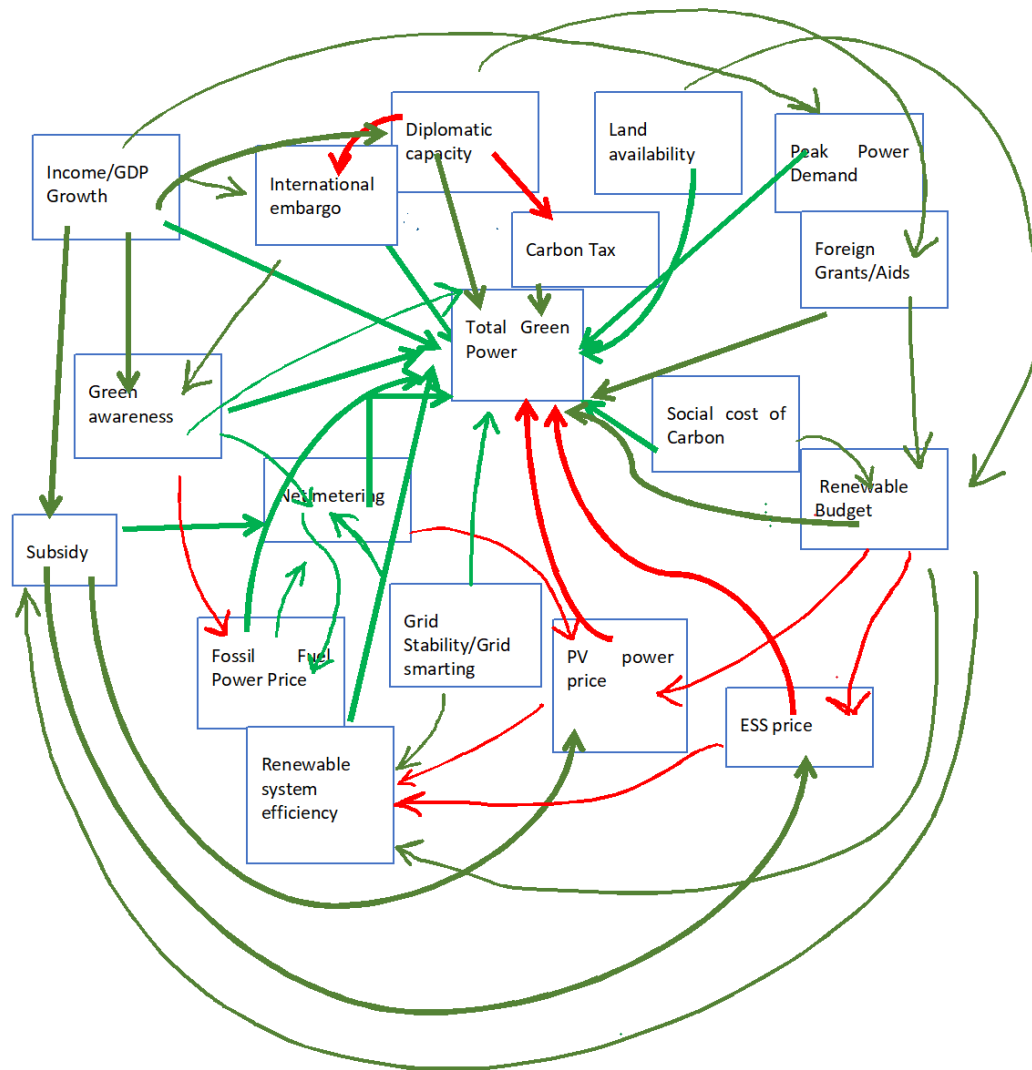 Diplomatic
capacity
Land
availability
Peak Power
Demand
Income/GDP
Growth
International
embargo
Carbon Tax
Foreign
Grants/Aids
Total Green
Power
Green
awareness
Social cost of
Carbon
Net metering
Renewable
Budget
Subsidy
Fossil Fuel
Power Price
Grid
Stability/Grid
smarting
PV power
price
ESS price
Renewable
system
efficiency